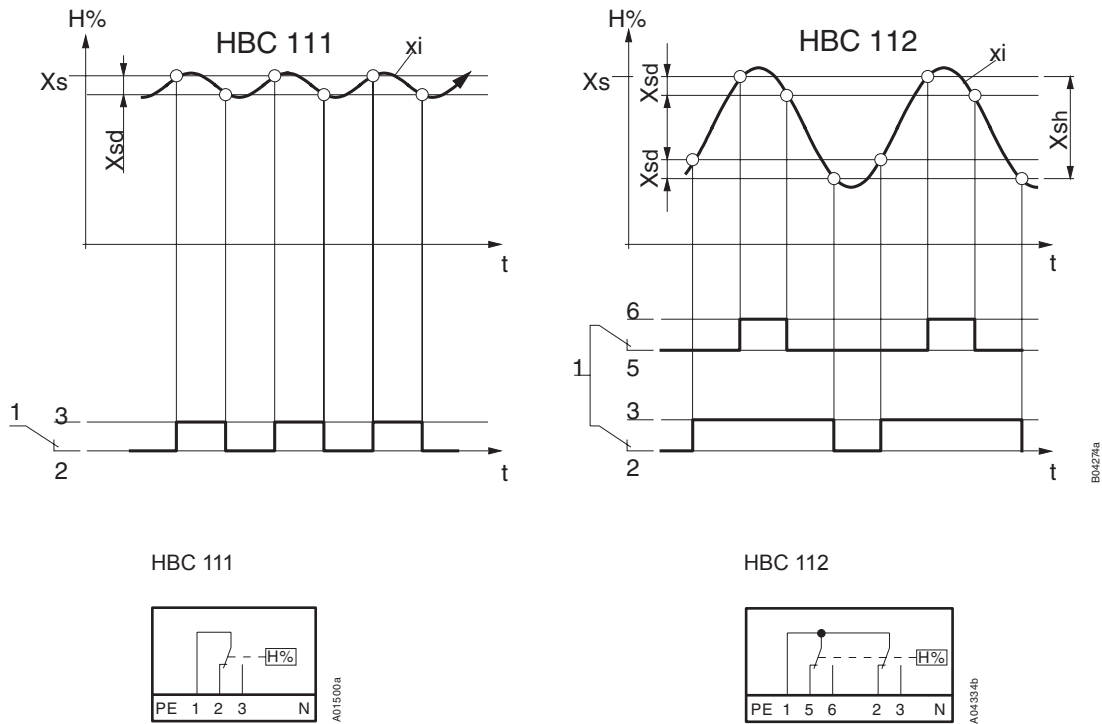 H%
HBC 111
xi
Xs
Xsd
t
1
3
2
t
H%
HBC 112
xi
Xs
Xsd
Xsd
Xsh
t
6
5
1
3
2
t
B04274a
HBC 111
H%
PE 1 2 3 N
A01500a
HBC 112
H%
PE 1 5 6 2 3 N
A04334b